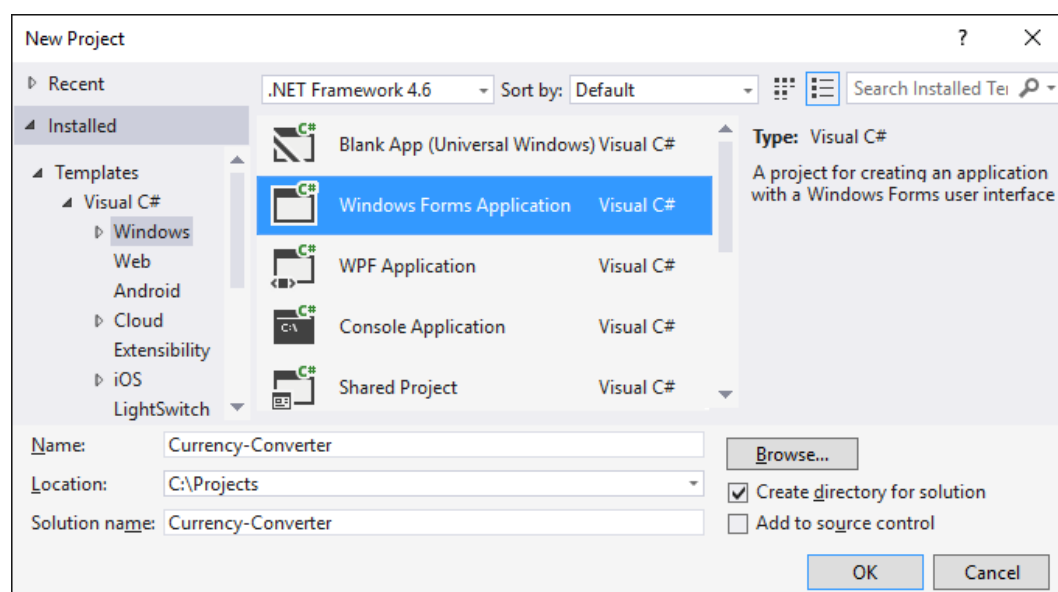 New Project
Recent
.NET Framework 4.6 Sort by: Default Search Installed Te
Installed
Templates
Visual C#
Windows
Web
Android
Cloud
Extensibility
iOS
LightSwitch
C# Blank App (Universal Windows) Visual C#
C# Windows Forms Application Visual C#
C# WPF Application Visual C#
C# C:\ Console Application Visual C#
C# Shared Project Visual C#
Type: Visual C#
A project for creating an application
with a Windows Forms user interface
Name: Currency-Converter
Browse...
Location: C:\Projects
Create directory for solution
Solution name: Currency-Converter
Add to source control
OK Cancel